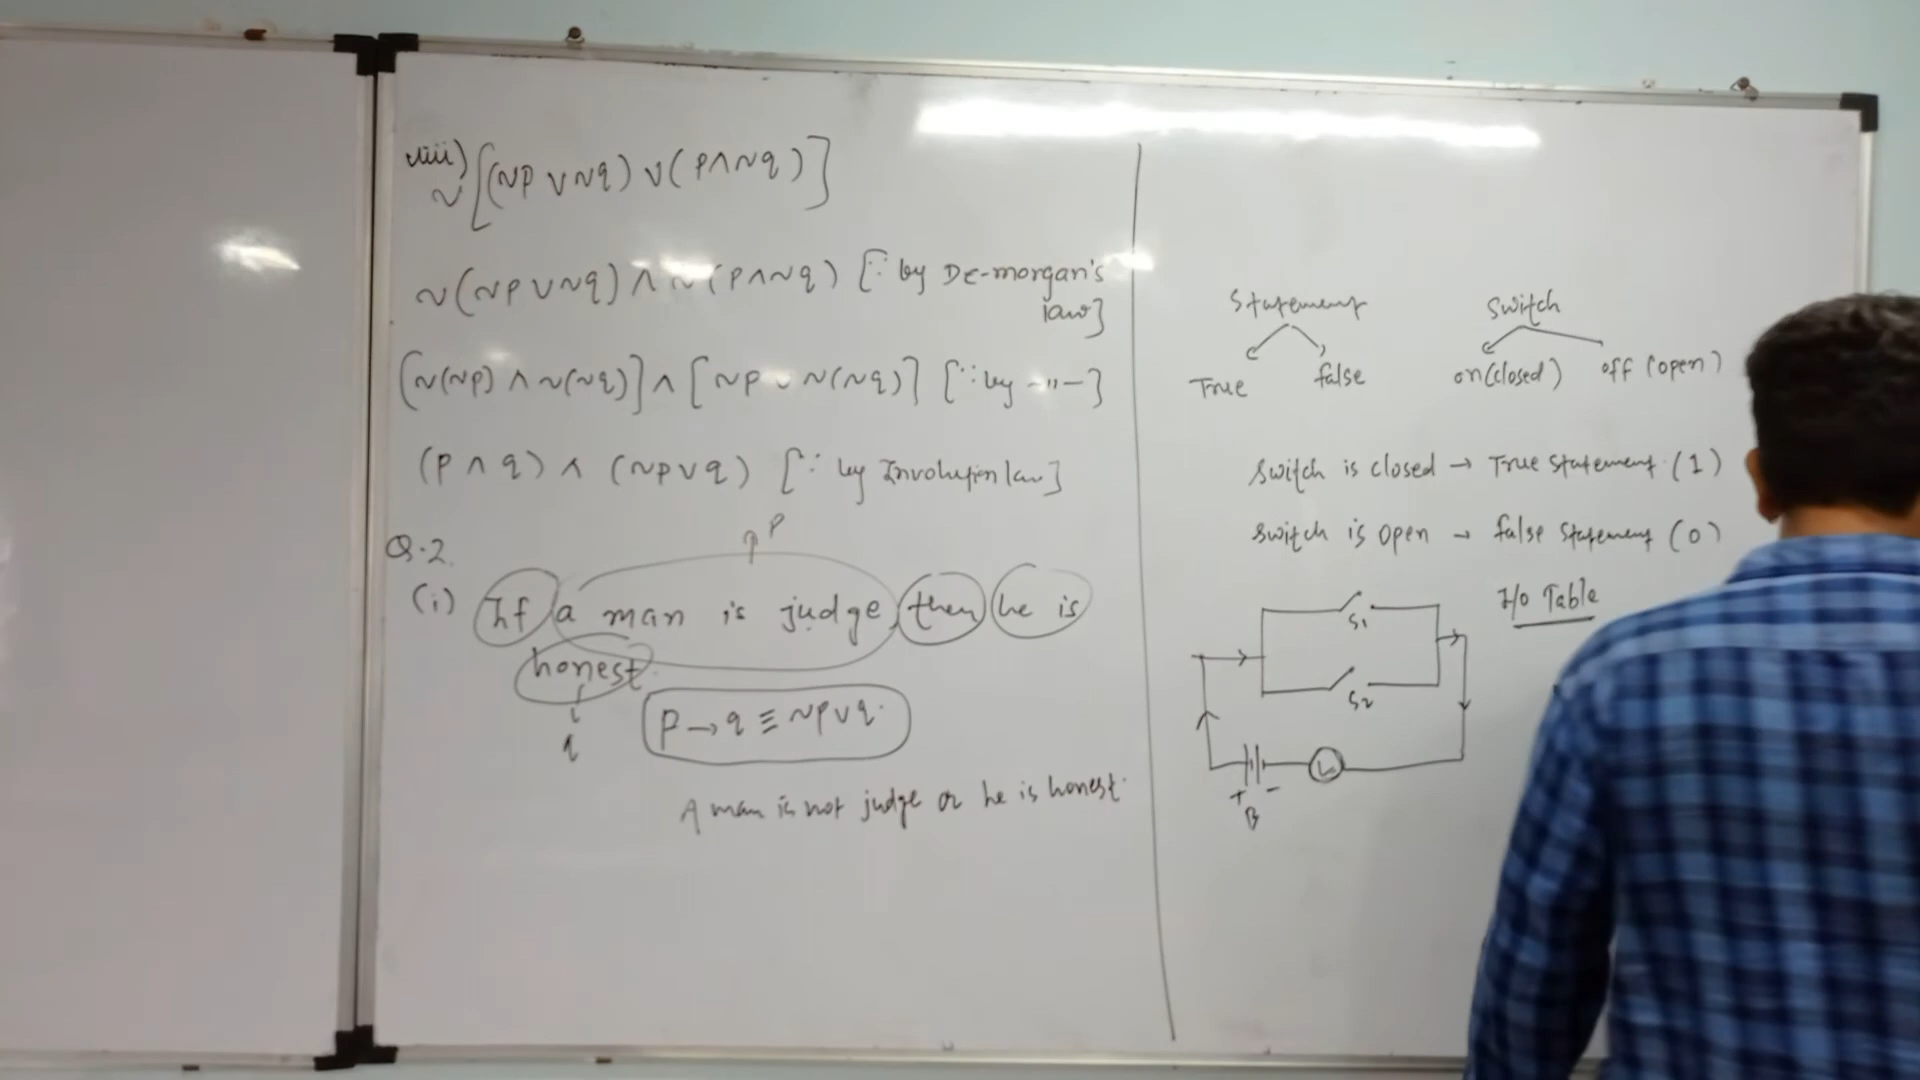 viii)
~[(~p ∨ ~q) ∨ (p ∧ ~q)]
~(~p ∨ ~q) ∧ ~(p ∧ ~q) [∵ by De-morgan's
law]
[~(~p) ∧ ~(~q)] ∧ [~p ∨ ~(~q)] [∵ by -"-]
(p ∧ q) ∧ (~p ∨ q) [∵ by Involution law]
Q.2.
p
(i) If a man is judge, then he is
honest.
q
p → q ≡ ~p ∨ q.
A man is not judge or he is honest.
Statement
True false
Switch
on(closed) off (open)
Switch is closed → True statement (1)
Switch is open → false statement (0)
I/O Table
S1
S2
L
+ -
B